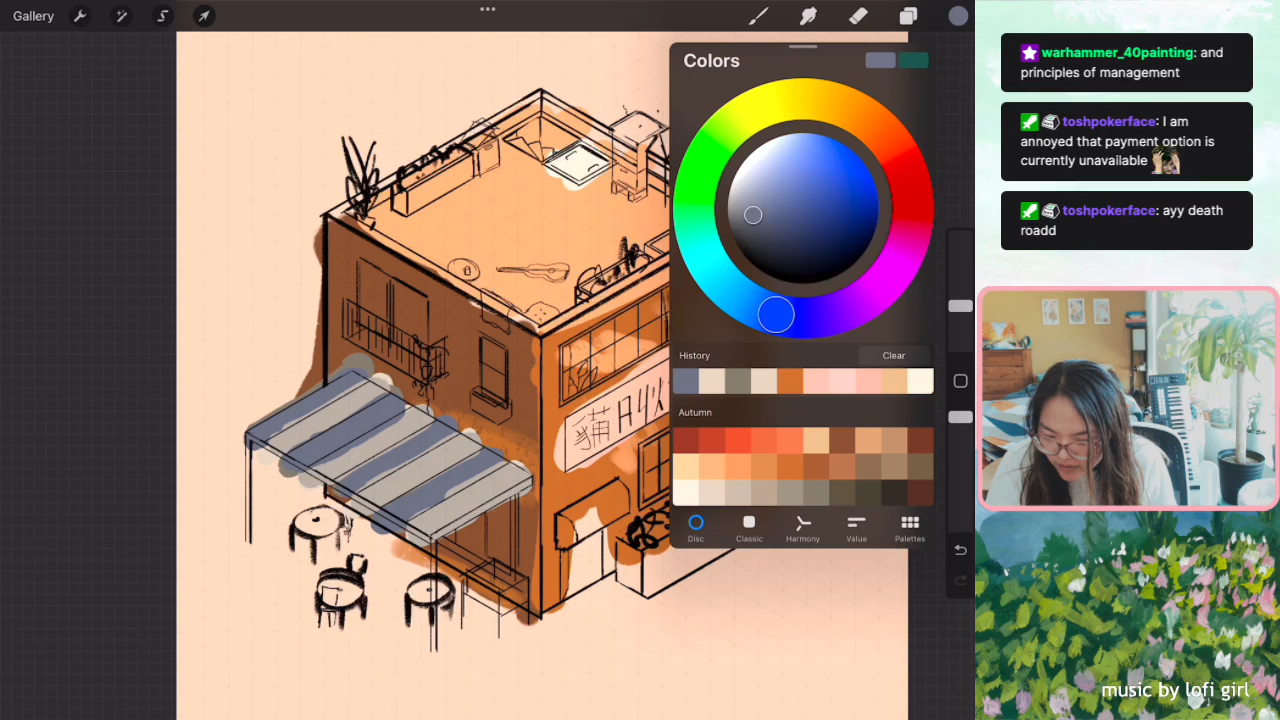 Gallery
Colors
History
Clear
Autumn
Disc
Classic
Harmony
Value
Palettes
猫
warhammer_40painting: and
principles of management
toshpokerface: I am
annoyed that payment option is
currently unavailable
toshpokerface: ayy death
roadd
music by lofi girl